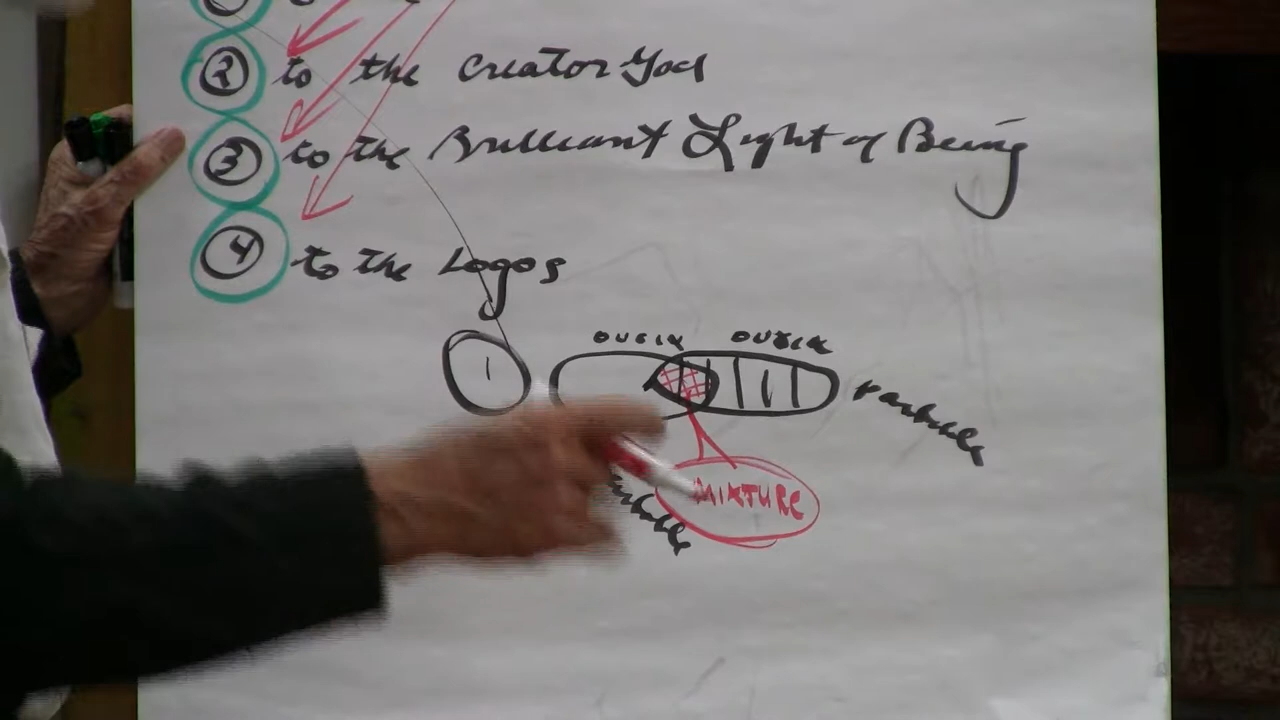 ② to the Creator God
③ to the Brilliant Light of Being
④ to the Logos
ousia ousia
1
MIXTURE